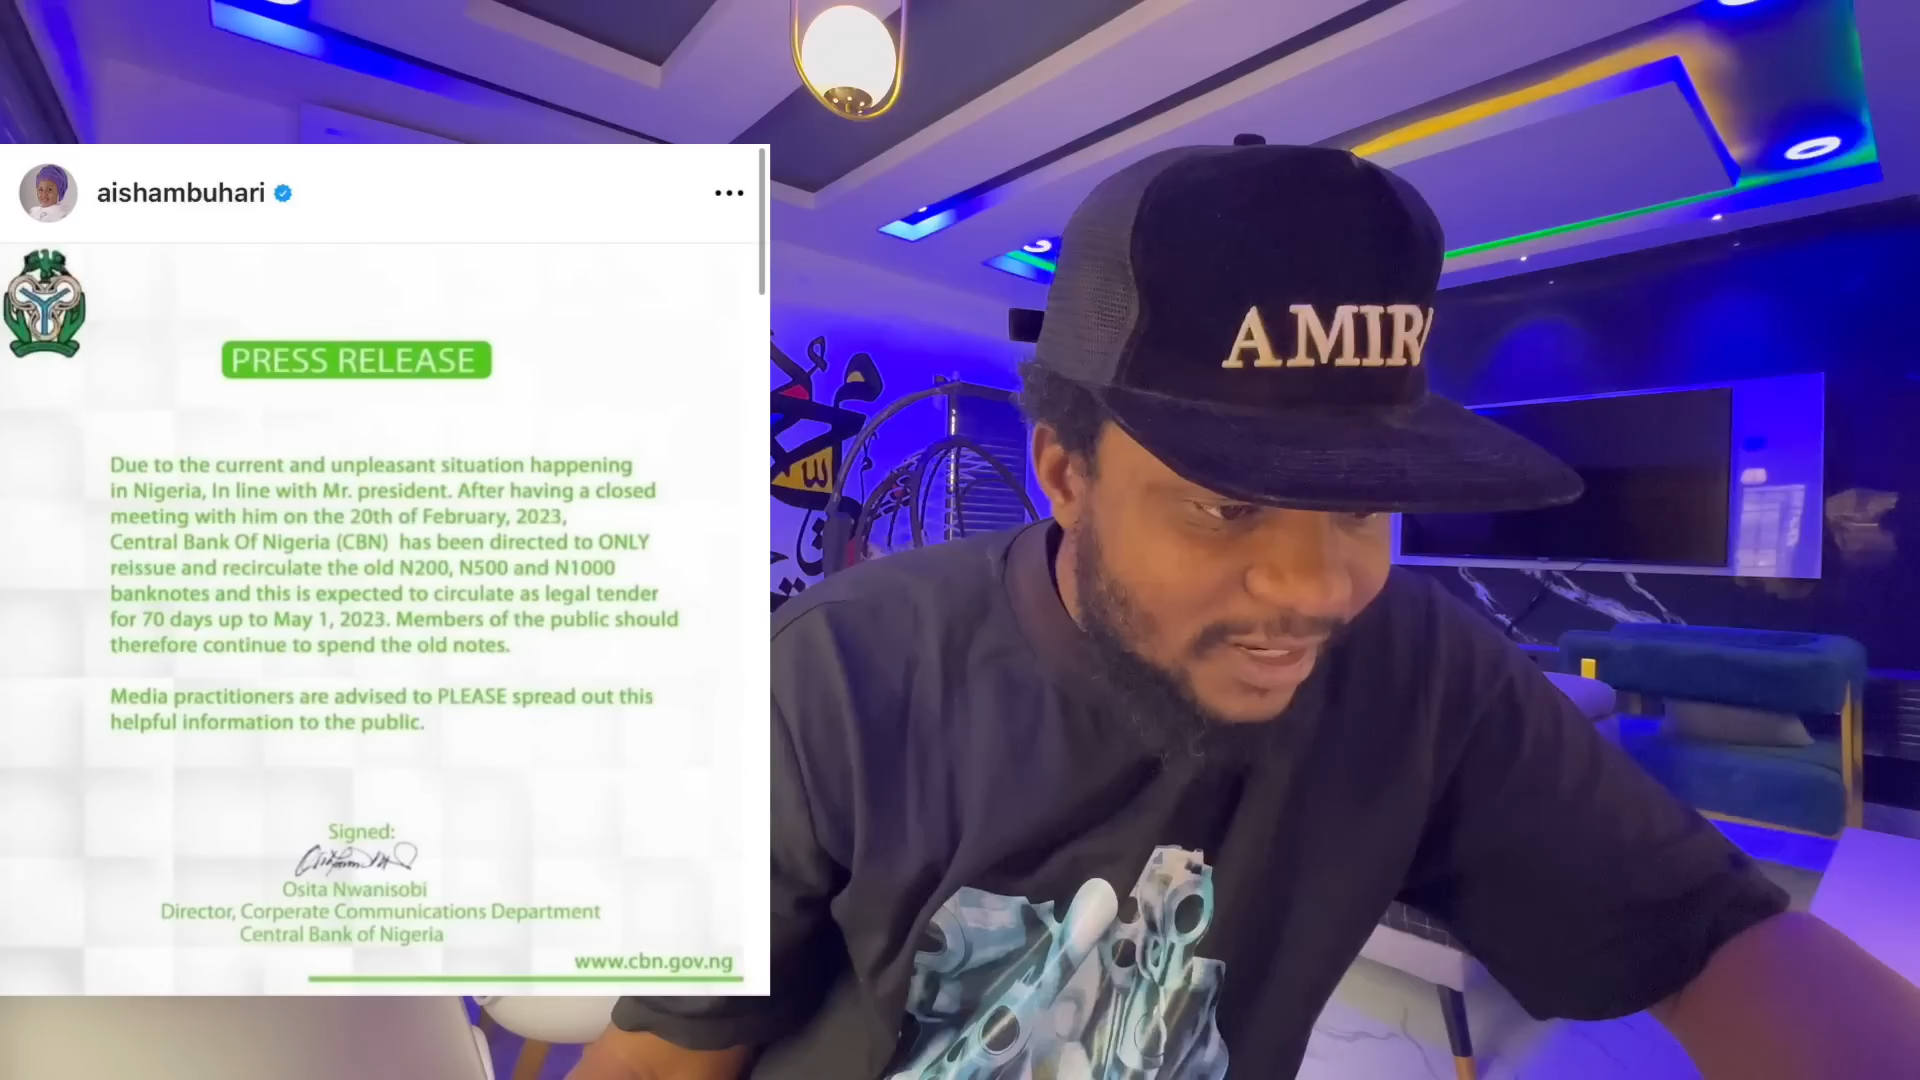 aishambuhari
PRESS RELEASE
Due to the current and unpleasant situation happening
in Nigeria, In line with Mr. president. After having a closed
meeting with him on the 20th of February, 2023,
Central Bank Of Nigeria (CBN) has been directed to ONLY
reissue and recirculate the old N200, N500 and N1000
banknotes and this is expected to circulate as legal tender
for 70 days up to May 1, 2023. Members of the public should
therefore continue to spend the old notes.
Media practitioners are advised to PLEASE spread out this
helpful information to the public.
Signed:
Osita Nwanisobi
Director, Corperate Communications Department
Central Bank of Nigeria
www.cbn.gov.ng
AMIRI